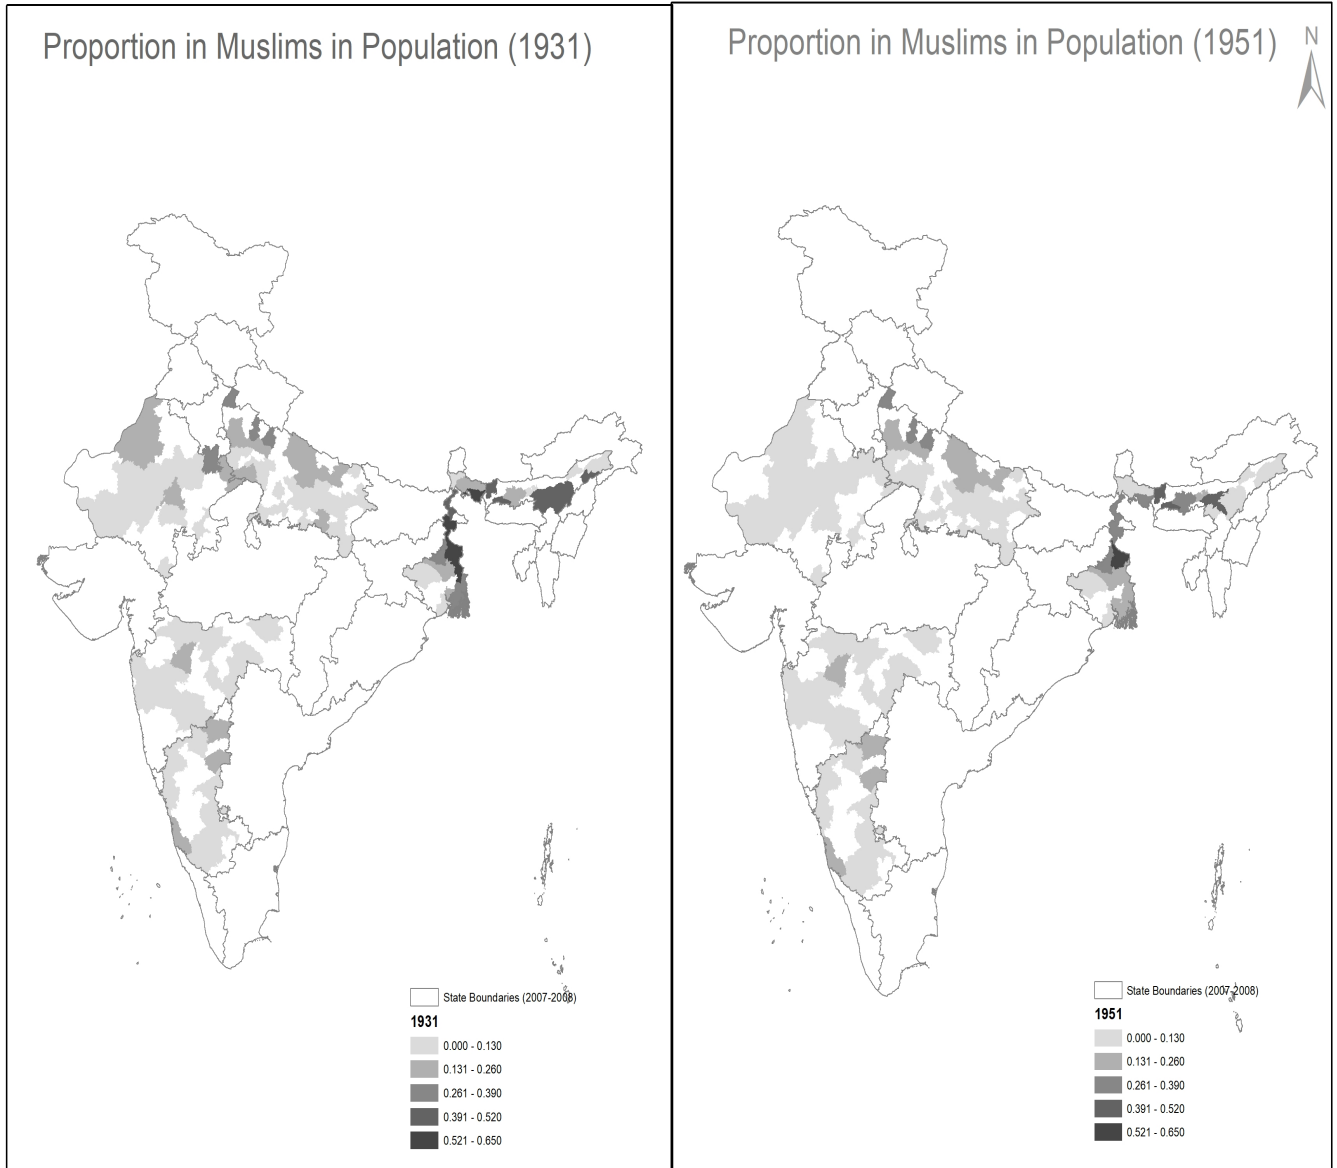 Proportion in Muslims in Population (1931)
State Boundaries (2007-2008)
1931
0.000 - 0.130
0.131 - 0.260
0.261 - 0.390
0.391 - 0.520
0.521 - 0.650
Proportion in Muslims in Population (1951)
N
State Boundaries (2007-2008)
1951
0.000 - 0.130
0.131 - 0.260
0.261 - 0.390
0.391 - 0.520
0.521 - 0.650